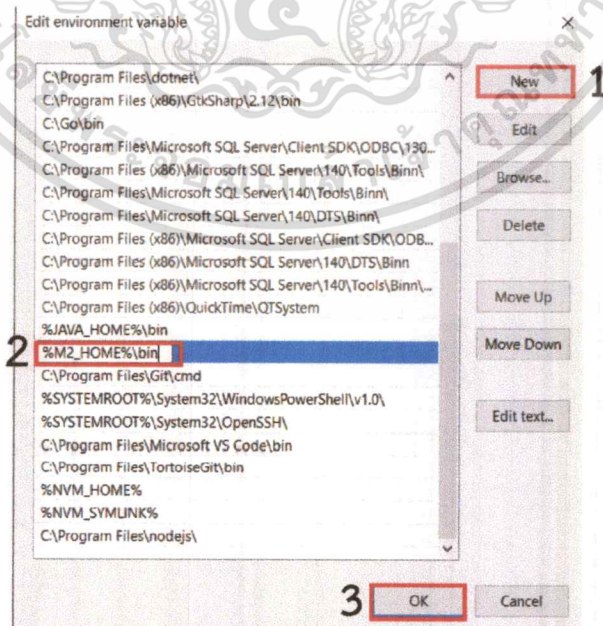 Edit environment variable
C:\Program Files\dotnet\
C:\Program Files (x86)\GtkSharp\2.12\bin
C:\Go\bin
C:\Program Files\Microsoft SQL Server\Client SDK\ODBC\130...
C:\Program Files (x86)\Microsoft SQL Server\140\Tools\Binn\
C:\Program Files\Microsoft SQL Server\140\Tools\Binn\
C:\Program Files\Microsoft SQL Server\140\DTS\Binn\
C:\Program Files (x86)\Microsoft SQL Server\Client SDK\ODB...
C:\Program Files (x86)\Microsoft SQL Server\140\DTS\Binn
C:\Program Files (x86)\Microsoft SQL Server\140\Tools\Binn\...
C:\Program Files (x86)\QuickTime\QTSystem
%JAVA_HOME%\bin
2 %M2_HOME%\bin
C:\Program Files\Git\cmd
%SYSTEMROOT%\System32\WindowsPowerShell\v1.0\
%SYSTEMROOT%\System32\OpenSSH\
C:\Program Files\Microsoft VS Code\bin
C:\Program Files\TortoiseGit\bin
%NVM_HOME%
%NVM_SYMLINK%
C:\Program Files\nodejs\
New 1
Edit
Browse...
Delete
Move Up
Move Down
Edit text...
3 OK
Cancel